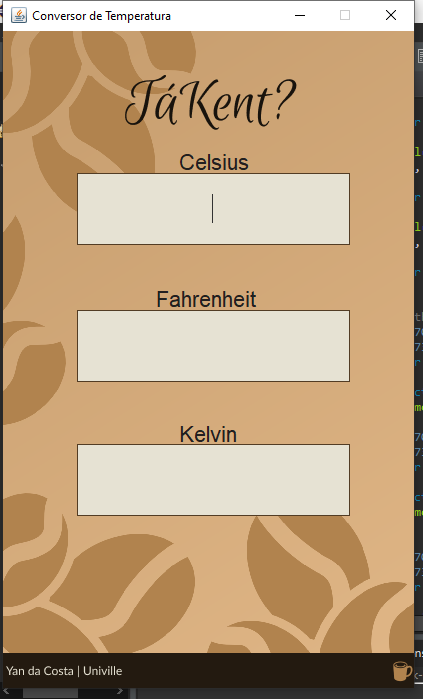 Conversor de Temperatura
TáKent?
Celsius
Fahrenheit
Kelvin
Yan da Costa | Univille